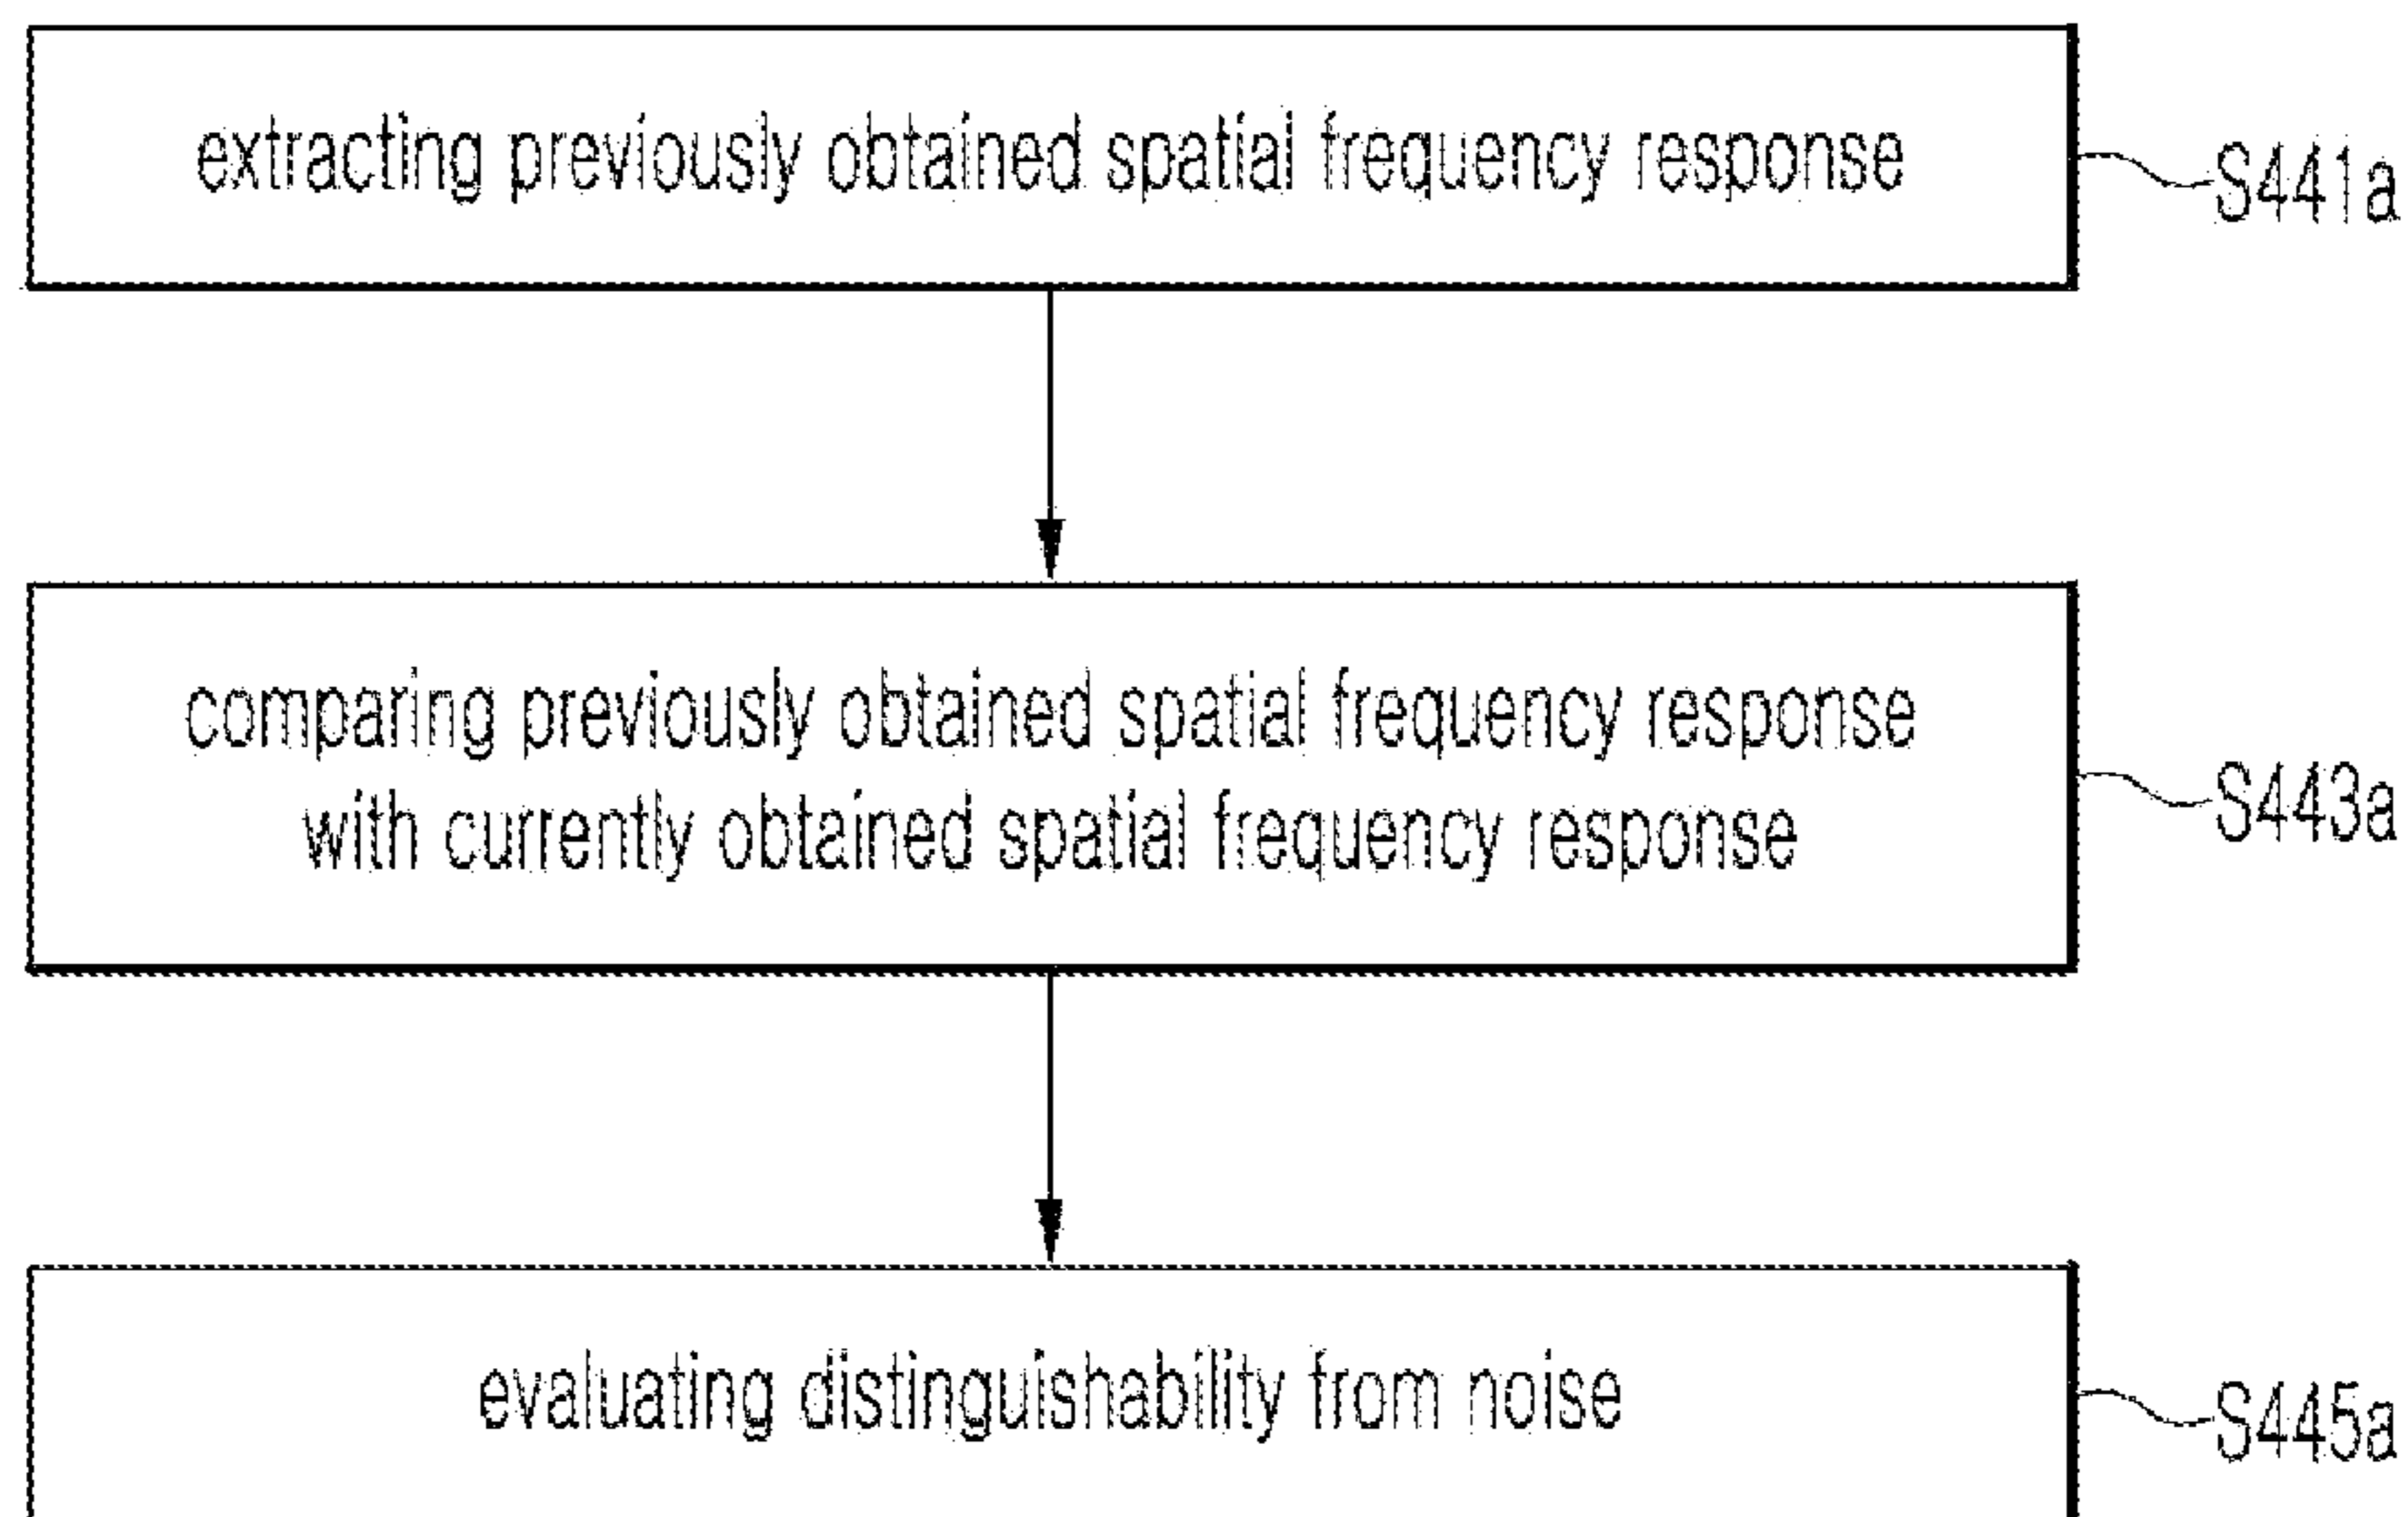 extracting previously obtained spatial frequency response
S441a
comparing previously obtained spatial frequency response
with currently obtained spatial frequency response
S443a
evaluating distinguishability from noise
S445a